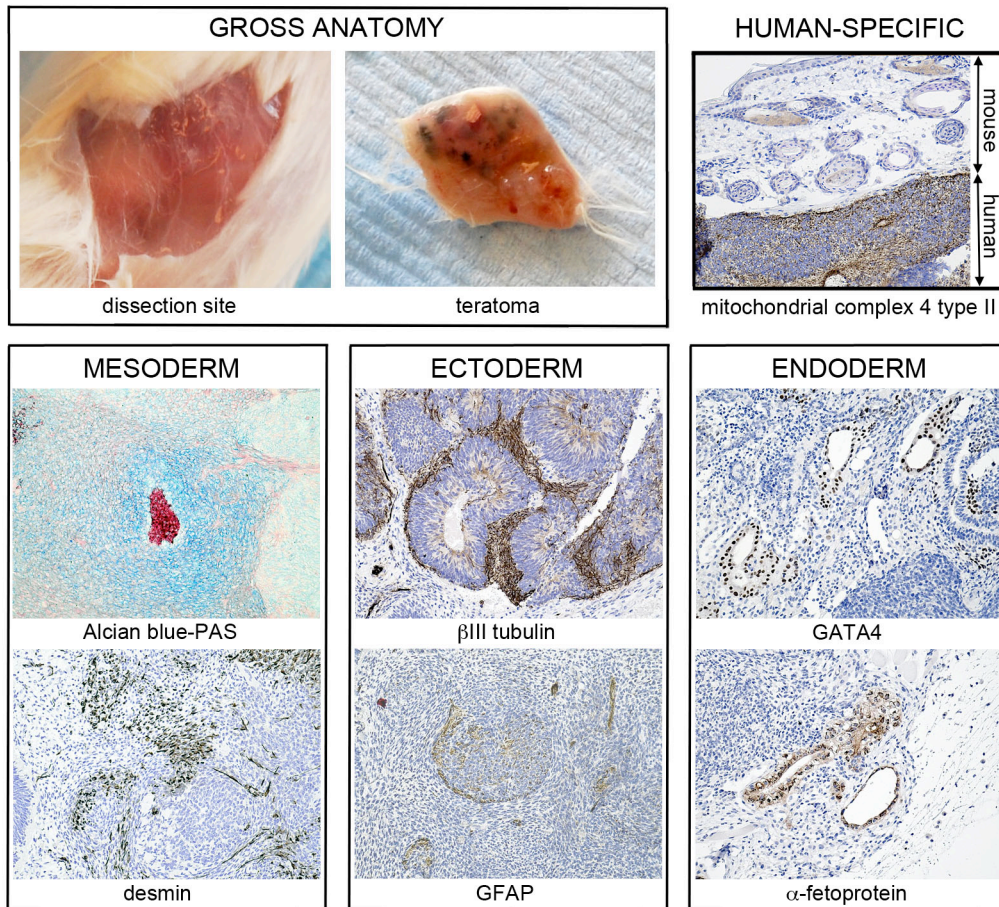 GROSS ANATOMY
dissection site
teratoma
HUMAN-SPECIFIC
mouse
human
mitochondrial complex 4 type II
MESODERM
Alcian blue-PAS
desmin
ECTODERM
βIII tubulin
GFAP
ENDODERM
GATA4
α-fetoprotein